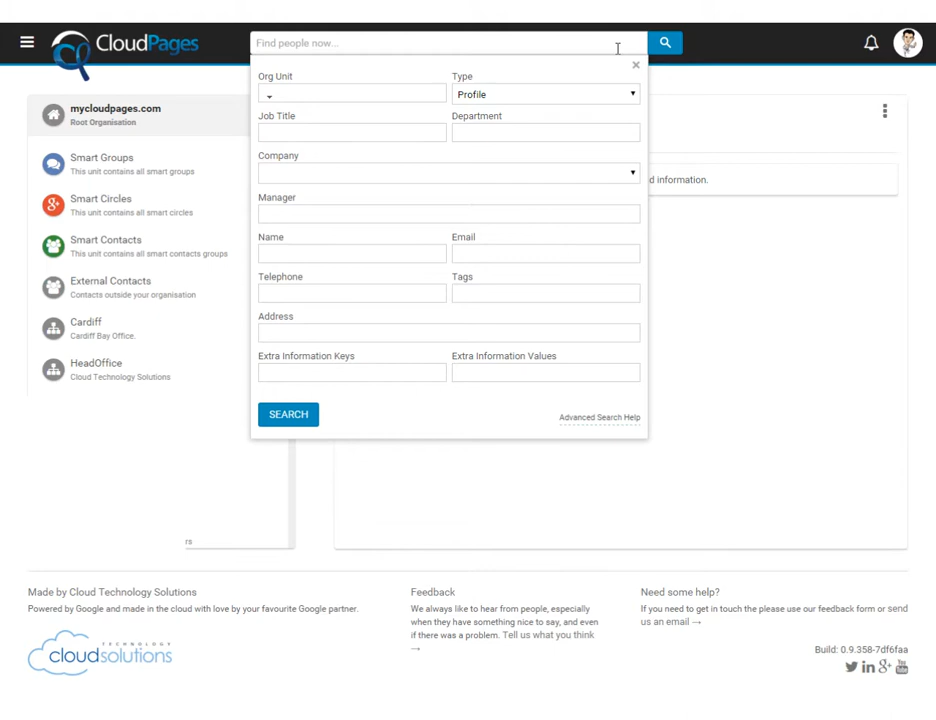 CloudPages
Find people now...
mycloudpages.com
Root Organisation
Smart Groups
This unit contains all smart groups
Smart Circles
This unit contains all smart circles
Smart Contacts
This unit contains all smart contacts groups
External Contacts
Contacts outside your organisation
Cardiff
Cardiff Bay Office.
HeadOffice
Cloud Technology Solutions
Org Unit
Type
Profile
Job Title
Department
Company
Manager
Name
Email
Telephone
Tags
Address
Extra Information Keys
Extra Information Values
SEARCH
Advanced Search Help
d information.
rs
Made by Cloud Technology Solutions
Powered by Google and made in the cloud with love by your favourite Google partner.
TECHNOLOGY
cloudsolutions
Feedback
We always like to hear from people, especially
when they have something nice to say, and even
if there was a problem. Tell us what you think
→
Need some help?
If you need to get in touch the please use our feedback form or send
us an email →
Build: 0.9.358-7df6faa